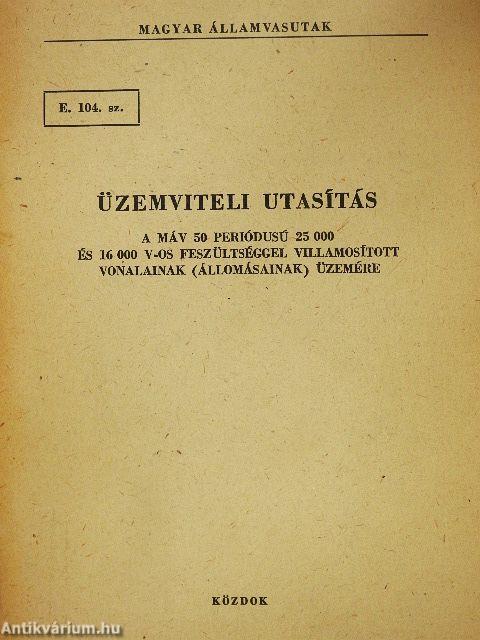 MAGYAR ÁLLAMVASUTAK
E. 104. sz.
ÜZEMVITELI UTASÍTÁS
A MÁV 50 PERIÓDUSÚ 25 000
ÉS 16 000 V-OS FESZÜLTSÉGGEL VILLAMOSÍTOTT
VONALAINAK (ÁLLOMÁSAINAK) ÜZEMÉRE
KÖZDOK
Antikvárium.hu